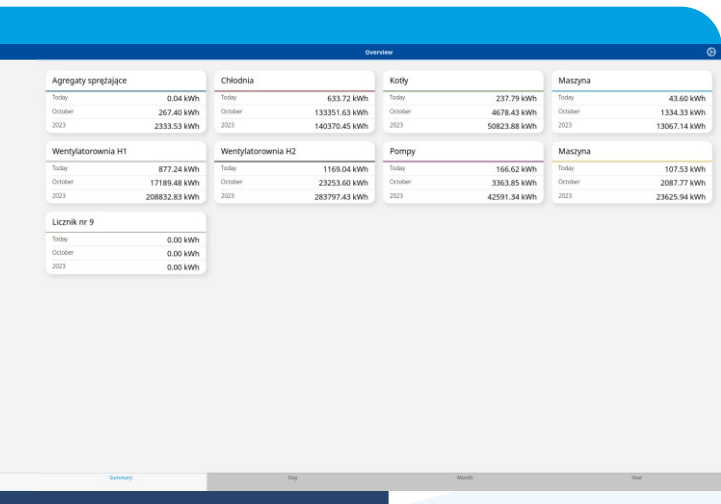 Overview
Agregaty sprężające
Today 0.04 kWh
October 267.40 kWh
2023 2333.53 kWh
Chłodnia
Today 633.72 kWh
October 133351.63 kWh
2023 140370.45 kWh
Kotły
Today 237.79 kWh
October 4678.43 kWh
2023 50823.88 kWh
Maszyna
Today 43.60 kWh
October 1334.33 kWh
2023 13067.14 kWh
Wentylatorownia H1
Today 877.24 kWh
October 17189.48 kWh
2023 208832.83 kWh
Wentylatorownia H2
Today 1169.04 kWh
October 23253.60 kWh
2023 283797.43 kWh
Pompy
Today 166.62 kWh
October 3363.85 kWh
2023 42591.34 kWh
Maszyna
Today 107.53 kWh
October 2087.77 kWh
2023 23625.94 kWh
Licznik nr 9
Today 0.00 kWh
October 0.00 kWh
2023 0.00 kWh
Summary Day Month Year